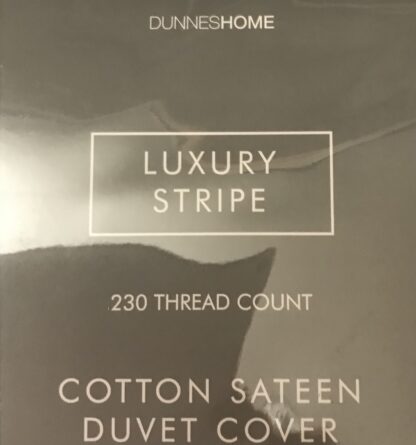 DUNNESHOME
LUXURY
STRIPE
230 THREAD COUNT
COTTON SATEEN
DUVET COVER